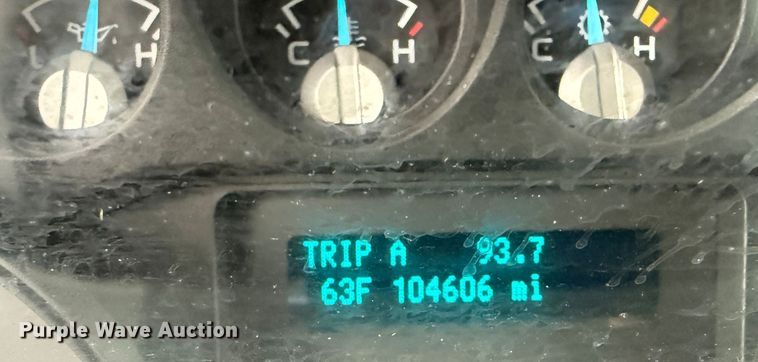 L H C H C H
TRIP A 93.7
63F 104606 mi
Purple Wave Auction